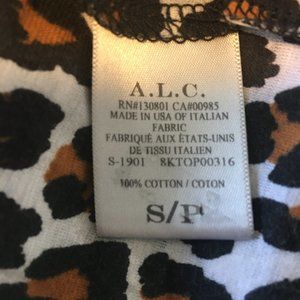 A.L.C.
RN#130801 CA#00985
MADE IN USA OF ITALIAN
FABRIC
FABRIQUÉ AUX ÉTATS-UNIS
DE TISSU ITALIEN
S-1901 8KTOP00316
100% COTTON / COTON
S/P